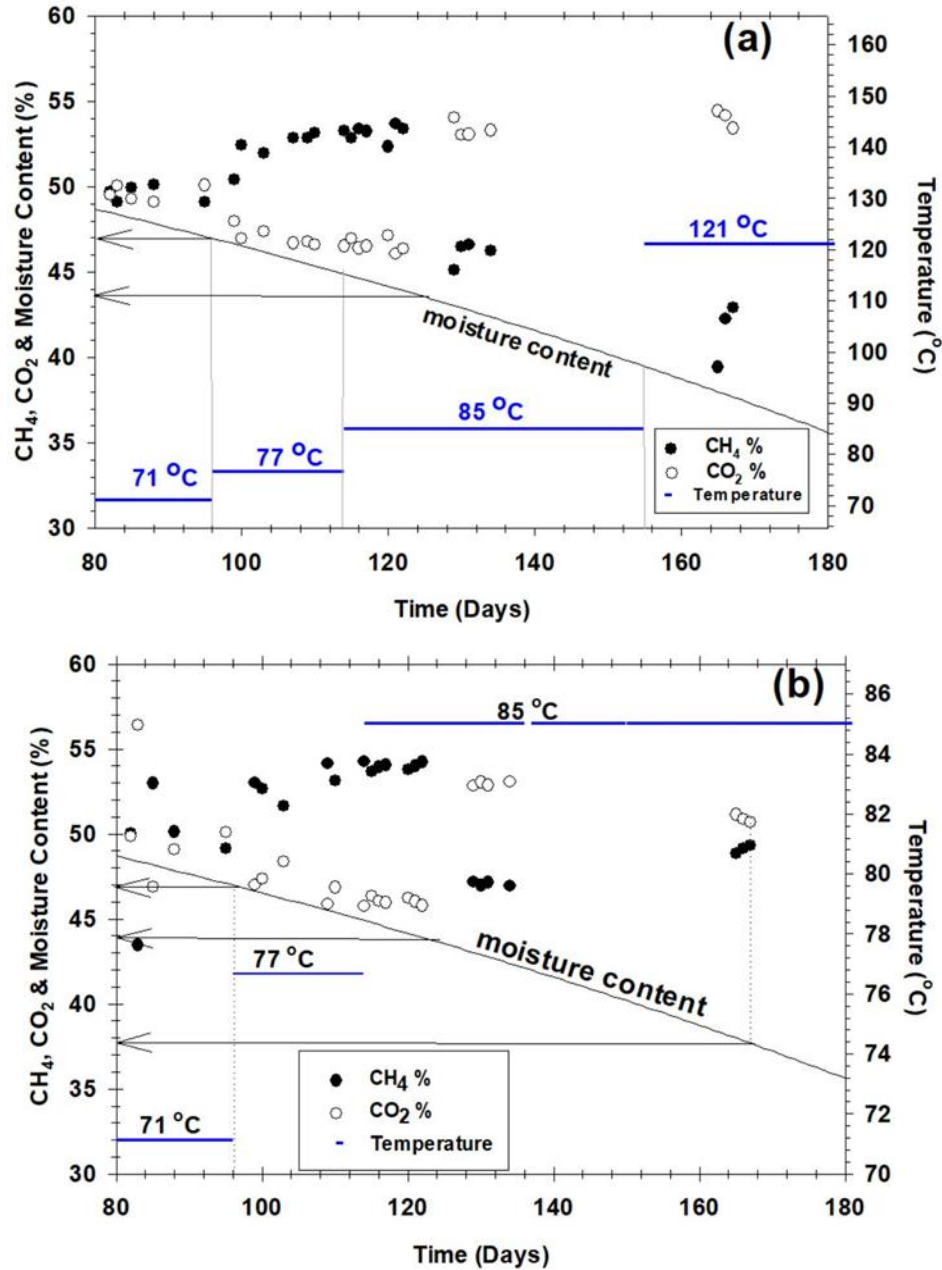 (a)
60
55
50
45
40
35
30
CH₄, CO₂ & Moisture Content (%)
160
150
140
130
120
110
100
90
80
70
Temperature (°C)
121 °C
moisture content
85 °C
77 °C
71 °C
CH₄ %
CO₂ %
Temperature
80 100 120 140 160 180
Time (Days)
(b)
60
55
50
45
40
35
30
CH₄, CO₂ & Moisture Content (%)
86
84
82
80
78
76
74
72
70
Temperature (°C)
85 °C
moisture content
77 °C
71 °C
CH₄ %
CO₂ %
Temperature
80 100 120 140 160 180
Time (Days)